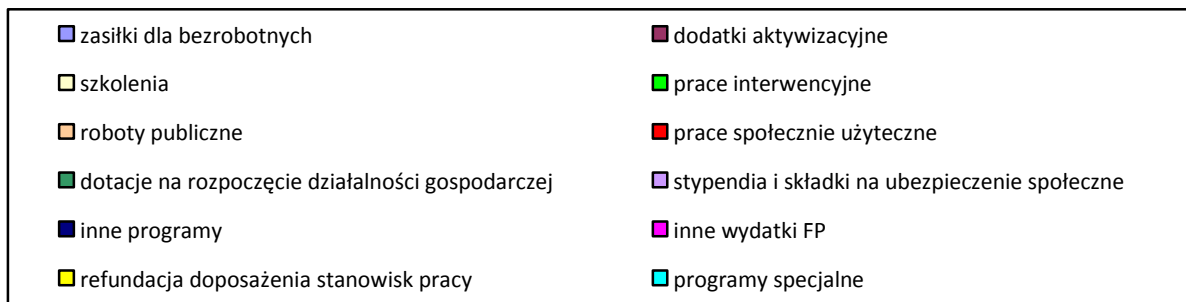 zasiłki dla bezrobotnych
dodatki aktywizacyjne
szkolenia
prace interwencyjne
roboty publiczne
prace społecznie użyteczne
dotacje na rozpoczęcie działalności gospodarczej
stypendia i składki na ubezpieczenie społeczne
inne programy
inne wydatki FP
refundacja doposażenia stanowisk pracy
programy specjalne